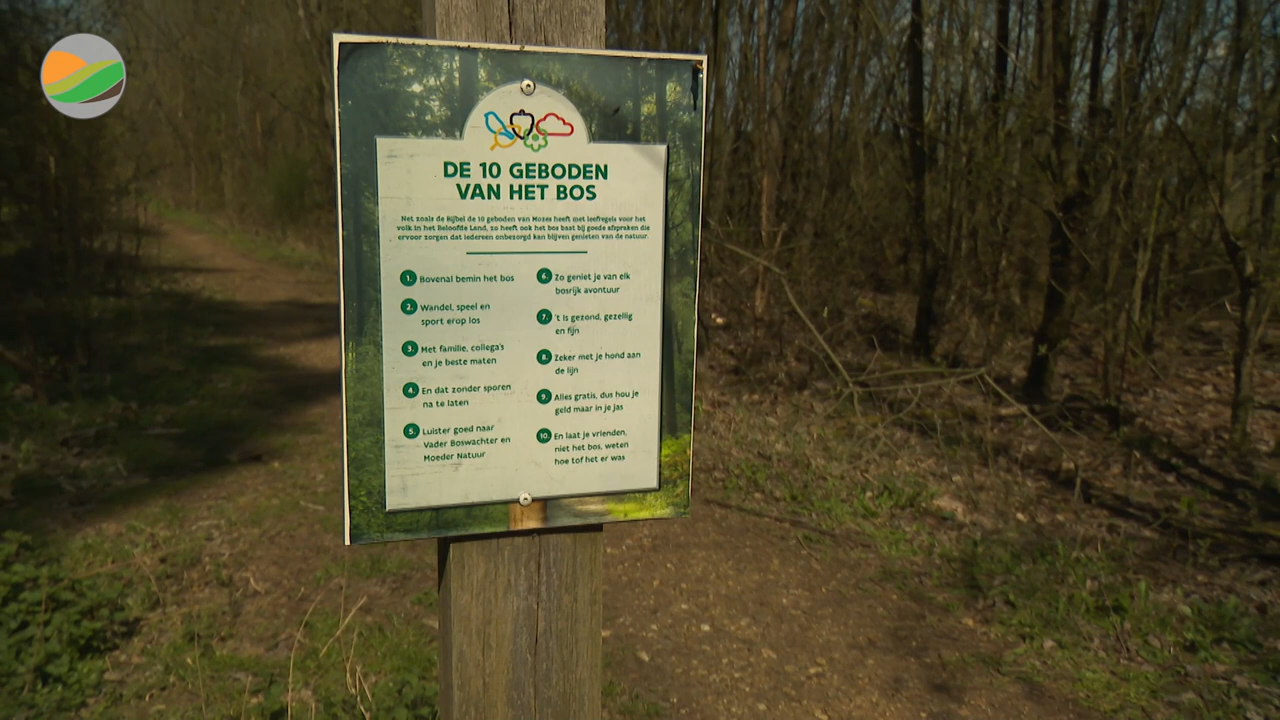 DE 10 GEBODEN
VAN HET BOS
Net zoals de Bijbel de 10 geboden van Mozes heeft met leefregels voor het
volk in het Beloofde Land, zo heeft ook het bos baat bij goede afspraken die
ervoor zorgen dat iedereen onbezorgd kan blijven genieten van de natuur.
1. Bovenal bemin het bos
2. Wandel, speel en
sport erop los
3. Met familie, collega's
en je beste maten
4. En dat zonder sporen
na te laten
5. Luister goed naar
Vader Boswachter en
Moeder Natuur
6. Zo geniet je van elk
bosrijk avontuur
7. 't Is gezond, gezellig
en fijn
8. Zeker met je hond aan
de lijn
9. Alles gratis, dus hou je
geld maar in je jas
10. En laat je vrienden,
niet het bos, weten
hoe tof het er was